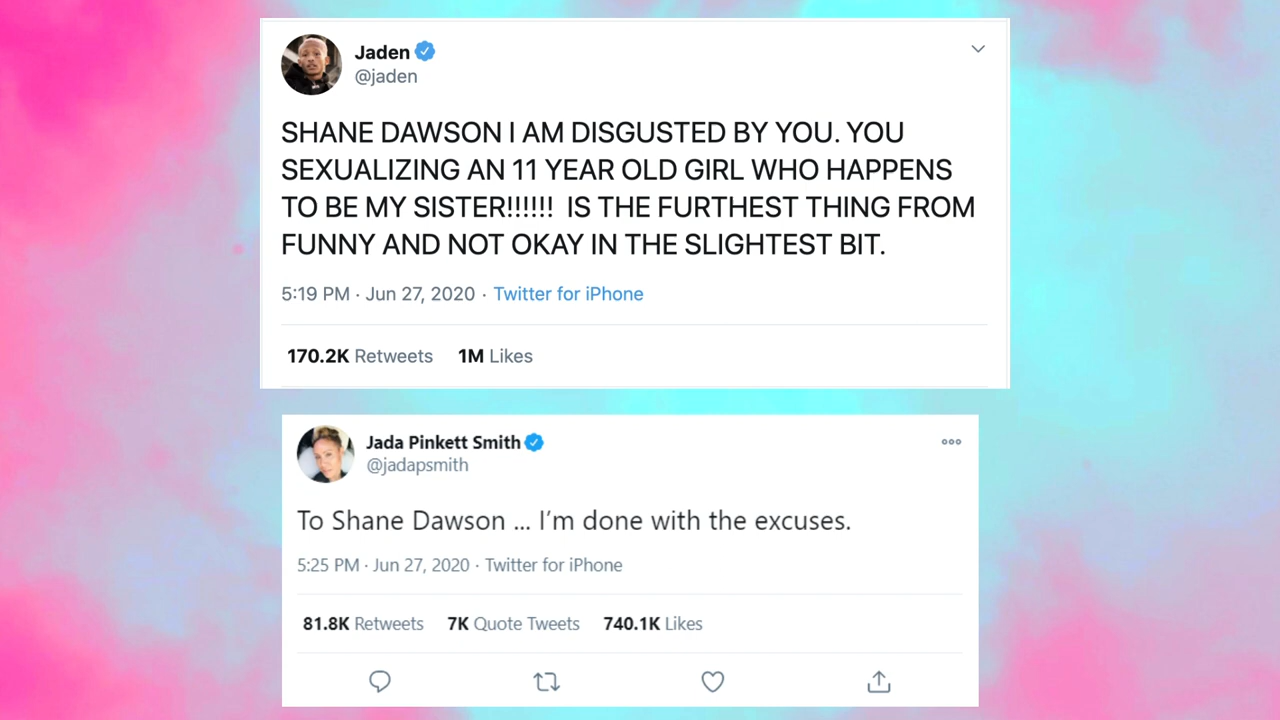 Jaden
@jaden
SHANE DAWSON I AM DISGUSTED BY YOU. YOU
SEXUALIZING AN 11 YEAR OLD GIRL WHO HAPPENS
TO BE MY SISTER!!!!!!  IS THE FURTHEST THING FROM
FUNNY AND NOT OKAY IN THE SLIGHTEST BIT.
5:19 PM · Jun 27, 2020 · Twitter for iPhone
170.2K Retweets 1M Likes
Jada Pinkett Smith
@jadapsmith
To Shane Dawson ... I’m done with the excuses.
5:25 PM · Jun 27, 2020 · Twitter for iPhone
81.8K Retweets 7K Quote Tweets 740.1K Likes